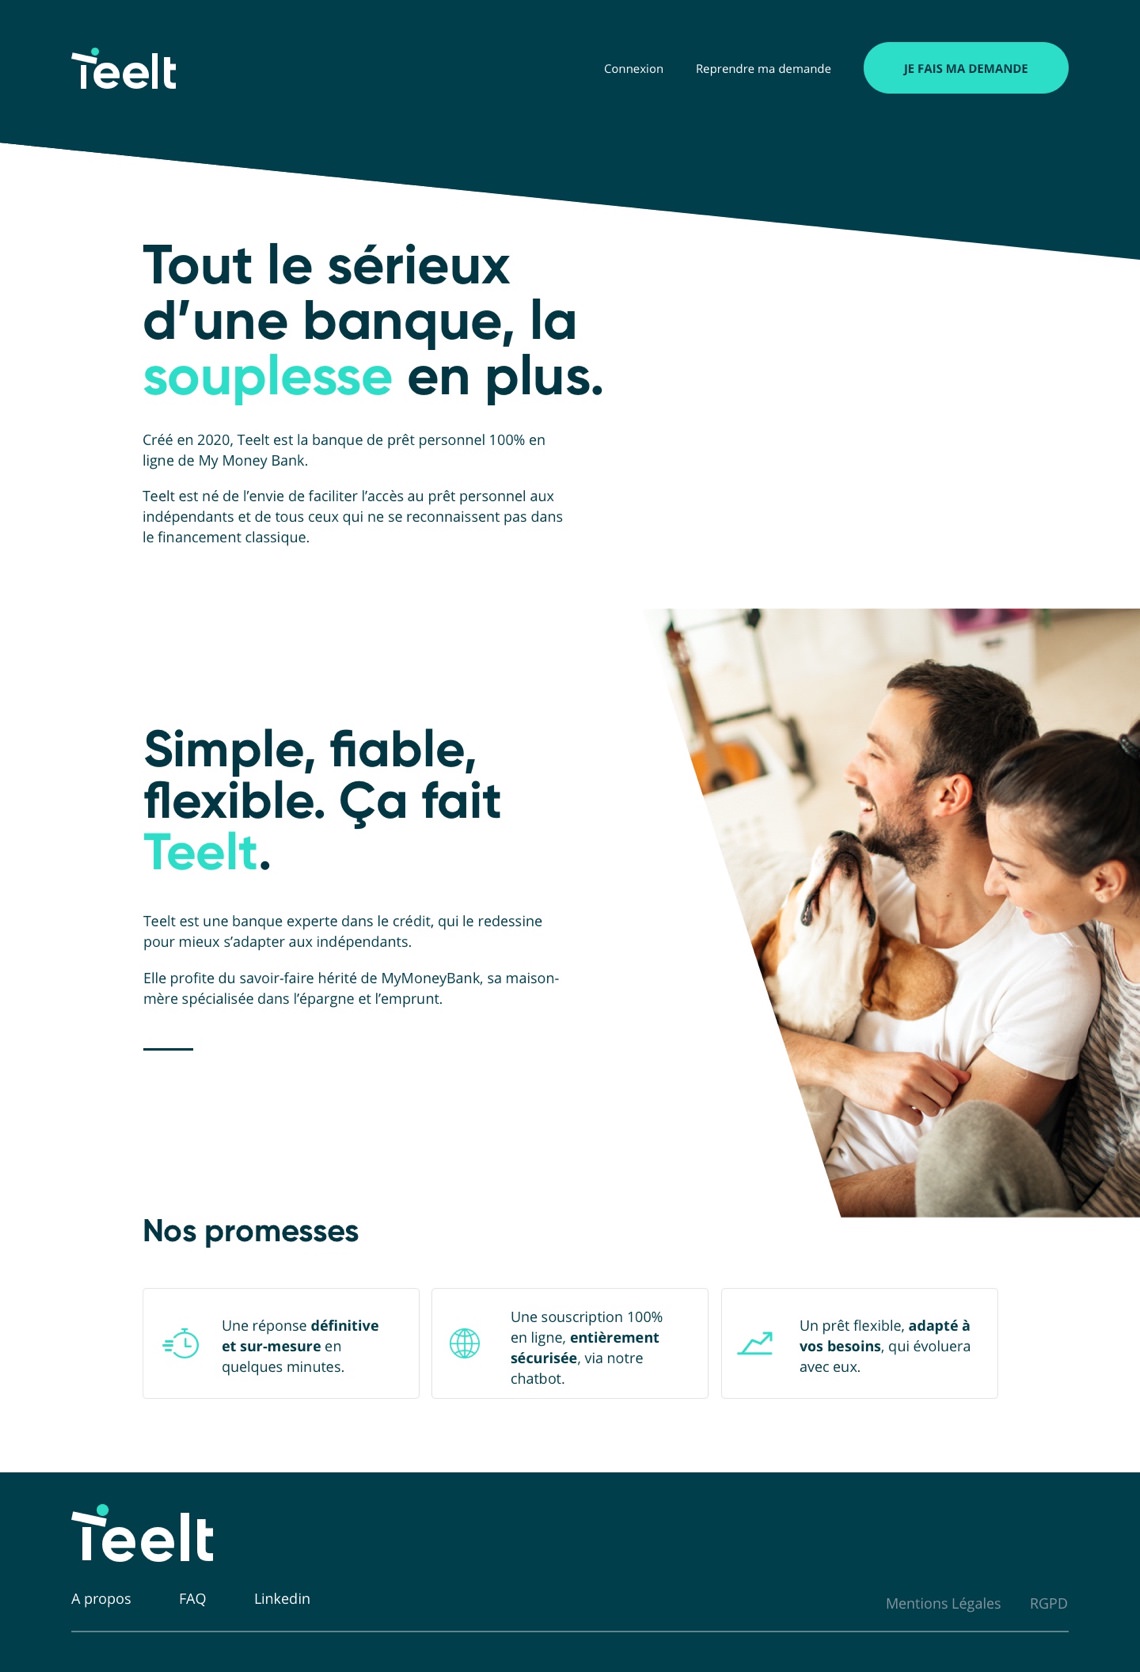 Teelt
Connexion
Reprendre ma demande
JE FAIS MA DEMANDE
Tout le sérieux
d’une banque, la
souplesse en plus.
Créé en 2020, Teelt est la banque de prêt personnel 100% en
ligne de My Money Bank.
Teelt est né de l’envie de faciliter l’accès au prêt personnel aux
indépendants et de tous ceux qui ne se reconnaissent pas dans
le financement classique.
Simple, fiable,
flexible. Ça fait
Teelt.
Teelt est une banque experte dans le crédit, qui le redessine
pour mieux s’adapter aux indépendants.
Elle profite du savoir-faire hérité de MyMoneyBank, sa maison-
mère spécialisée dans l’épargne et l’emprunt.
Nos promesses
Une réponse définitive
et sur-mesure en
quelques minutes.
Une souscription 100%
en ligne, entièrement
sécurisée, via notre
chatbot.
Un prêt flexible, adapté à
vos besoins, qui évoluera
avec eux.
Teelt
A propos
FAQ
Linkedin
Mentions Légales
RGPD